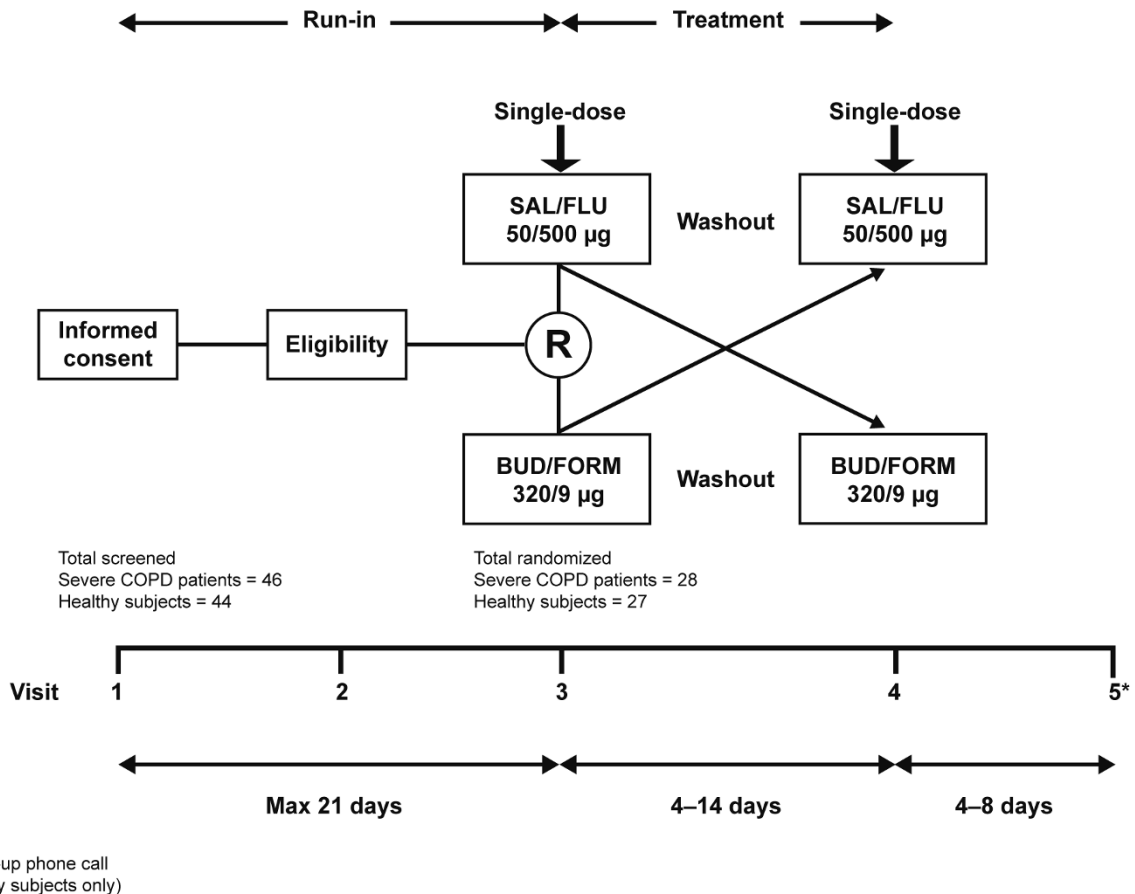 Run-in
Treatment
Single-dose
Single-dose
SAL/FLU
50/500 µg
Washout
SAL/FLU
50/500 µg
Informed
consent
Eligibility
R
BUD/FORM
320/9 µg
Washout
BUD/FORM
320/9 µg
Total screened
Severe COPD patients = 46
Healthy subjects = 44
Total randomized
Severe COPD patients = 28
Healthy subjects = 27
Visit
1
2
3
4
5*
Max 21 days
4–14 days
4–8 days
up phone call
subjects only)